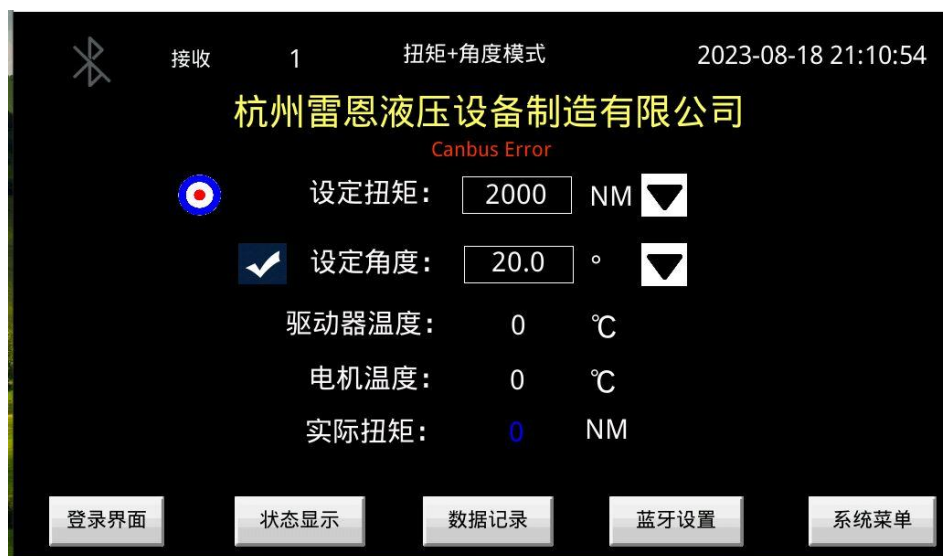 接收 1 扭矩+角度模式 2023-08-18 21:10:54
杭州雷恩液压设备制造有限公司
Canbus Error
设定扭矩: 2000 NM
设定角度: 20.0 °
驱动器温度: 0 ℃
电机温度: 0 ℃
实际扭矩: 0 NM
登录界面 状态显示 数据记录 蓝牙设置 系统菜单